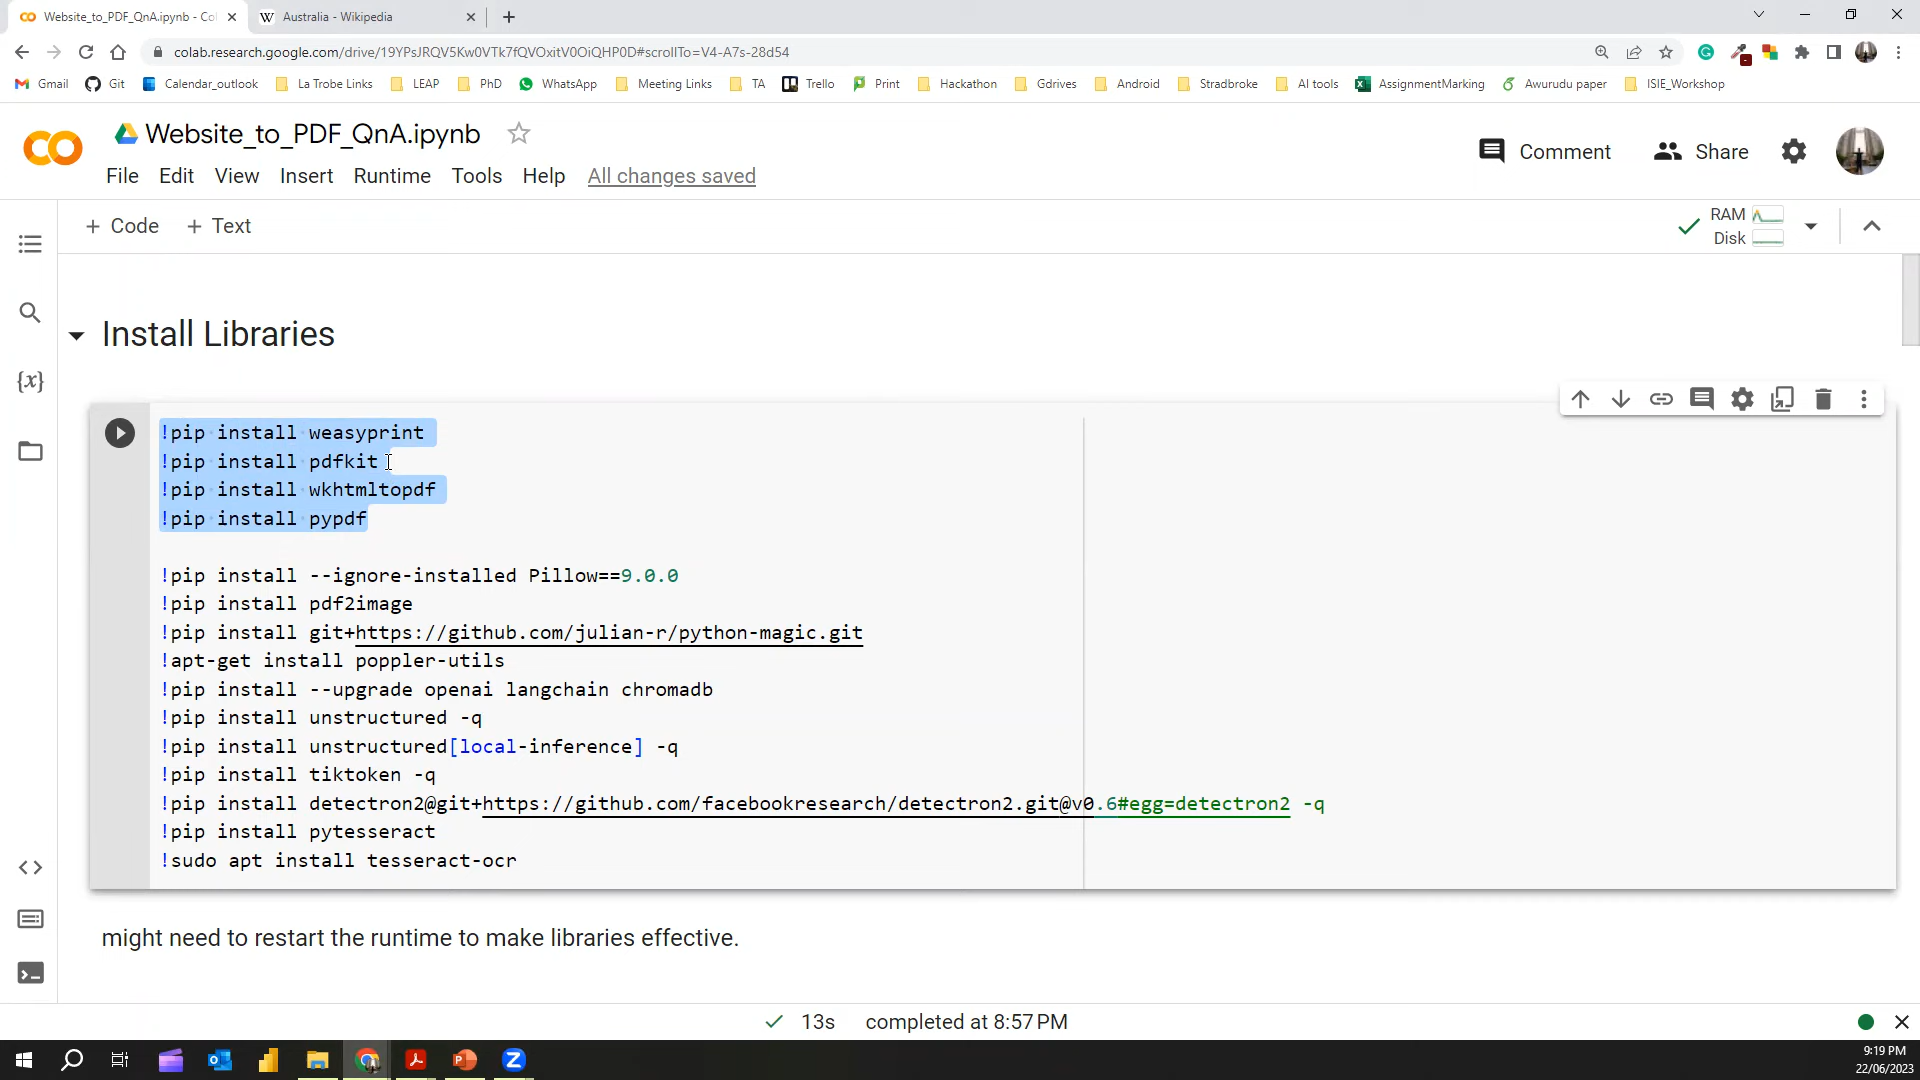 Website_to_PDF_QnA.ipynb - Co
Australia - Wikipedia
colab.research.google.com/drive/19YPsJRQV5Kw0VTk7fQVOxitV0OiQHP0D#scrollTo=V4-A7s-28d54
Gmail Git Calendar_outlook La Trobe Links LEAP PhD WhatsApp Meeting Links TA Trello Print Hackathon Gdrives Android Stradbroke AI tools AssignmentMarking Awurudu paper ISIE_Workshop
Website_to_PDF_QnA.ipynb
Comment Share
File Edit View Insert Runtime Tools Help All changes saved
+ Code + Text
RAM
Disk
Install Libraries
!pip install weasyprint
!pip install pdfkit
!pip install wkhtmltopdf
!pip install pypdf
!pip install --ignore-installed Pillow==9.0.0
!pip install pdf2image
!pip install git+https://github.com/julian-r/python-magic.git
!apt-get install poppler-utils
!pip install --upgrade openai langchain chromadb
!pip install unstructured -q
!pip install unstructured[local-inference] -q
!pip install tiktoken -q
!pip install detectron2@git+https://github.com/facebookresearch/detectron2.git@v0.6#egg=detectron2 -q
!pip install pytesseract
!sudo apt install tesseract-ocr
might need to restart the runtime to make libraries effective.
13s completed at 8:57 PM
9:19 PM
22/06/2023